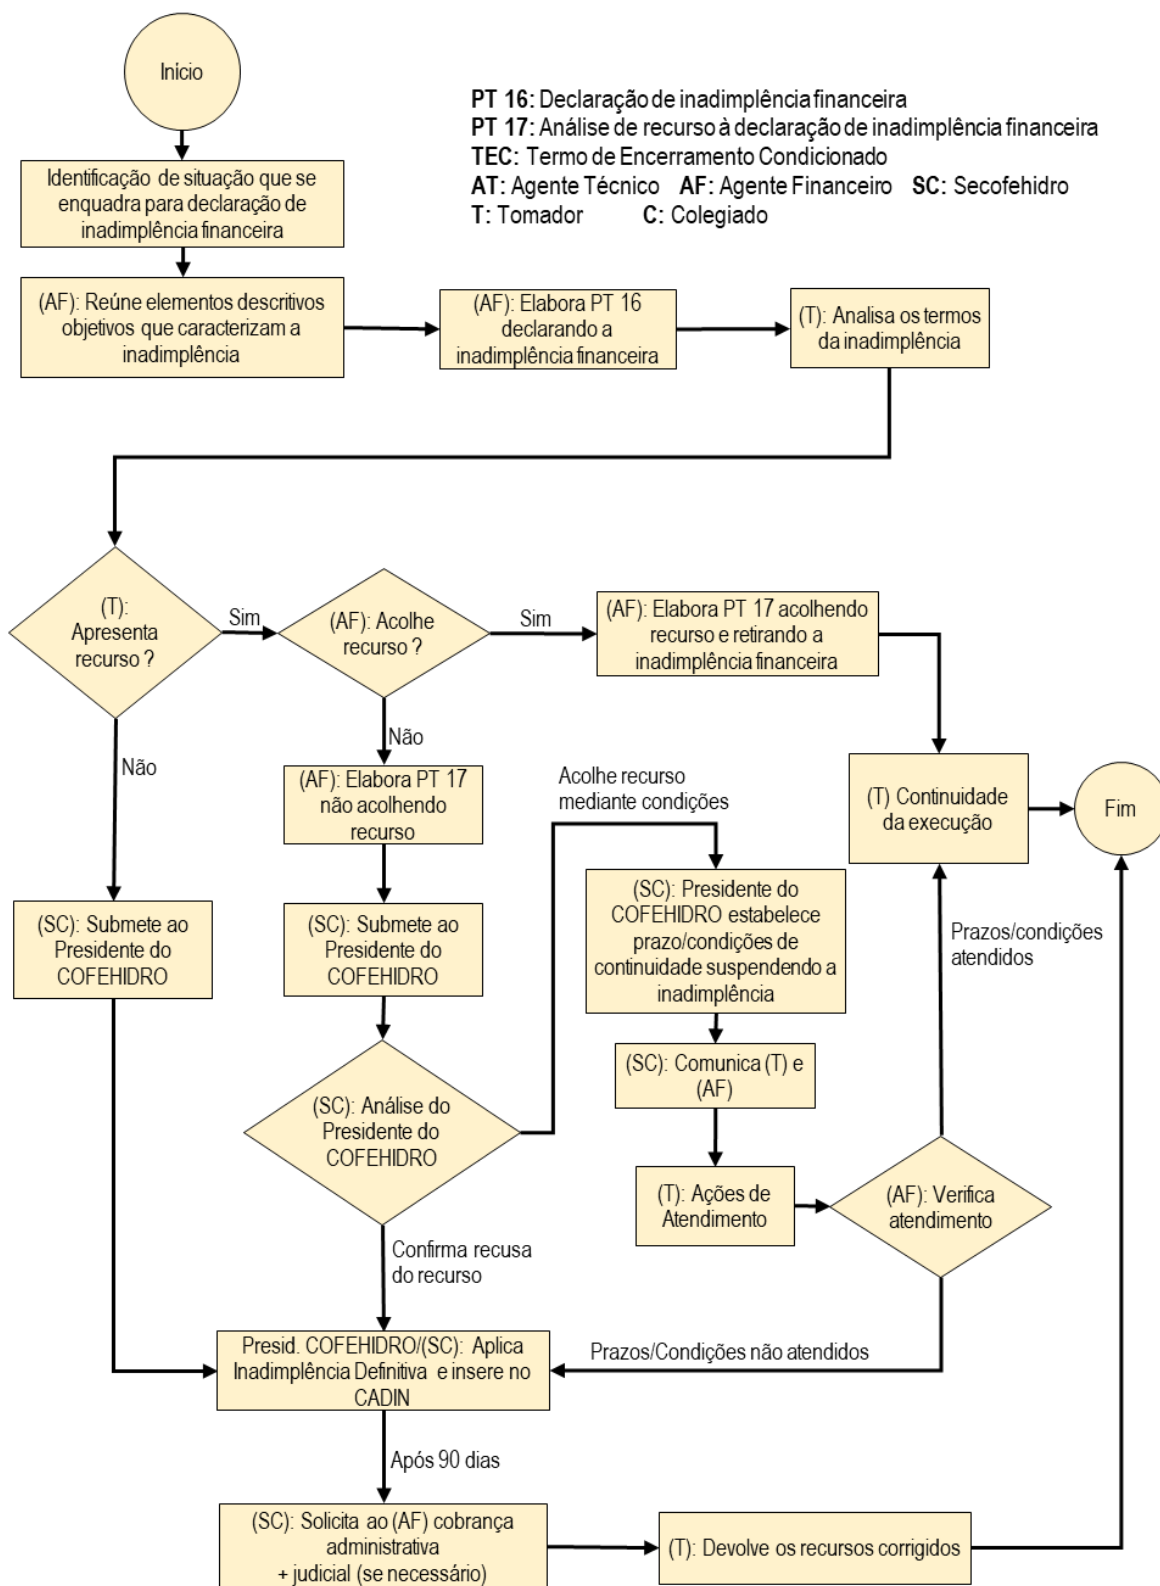 Início
PT 16: Declaração de inadimplência financeira
PT 17: Análise de recurso à declaração de inadimplência financeira
TEC: Termo de Encerramento Condicionado
AT: Agente Técnico AF: Agente Financeiro SC: Secofehidro
T: Tomador C: Colegiado
Identificação de situação que se
enquadra para declaração de
inadimplência financeira
(AF): Reúne elementos descritivos
objetivos que caracterizam a
inadimplência
(AF): Elabora PT 16
declarando a
inadimplência financeira
(T): Analisa os termos
da inadimplência
(T):
Apresenta
recurso ?
Sim
(AF): Acolhe
recurso ?
Sim
(AF): Elabora PT 17 acolhendo
recurso e retirando a
inadimplência financeira
Não
Não
(AF): Elabora PT 17
não acolhendo
recurso
Acolhe recurso
mediante condições
(T) Continuidade
da execução
Fim
(SC): Submete ao
Presidente do
COFEHIDRO
(SC): Submete ao
Presidente do
COFEHIDRO
(SC): Presidente do
COFEHIDRO estabelece
prazo/condições de
continuidade suspendendo a
inadimplência
Prazos/condições
atendidos
(SC): Comunica (T) e
(AF)
(SC): Análise do
Presidente do
COFEHIDRO
(T): Ações de
Atendimento
(AF): Verifica
atendimento
Confirma recusa
do recurso
Presid. COFEHIDRO/(SC): Aplica
Inadimplência Definitiva e insere no
CADIN
Prazos/Condições não atendidos
Após 90 dias
(SC): Solicita ao (AF) cobrança
administrativa
+ judicial (se necessário)
(T): Devolve os recursos corrigidos